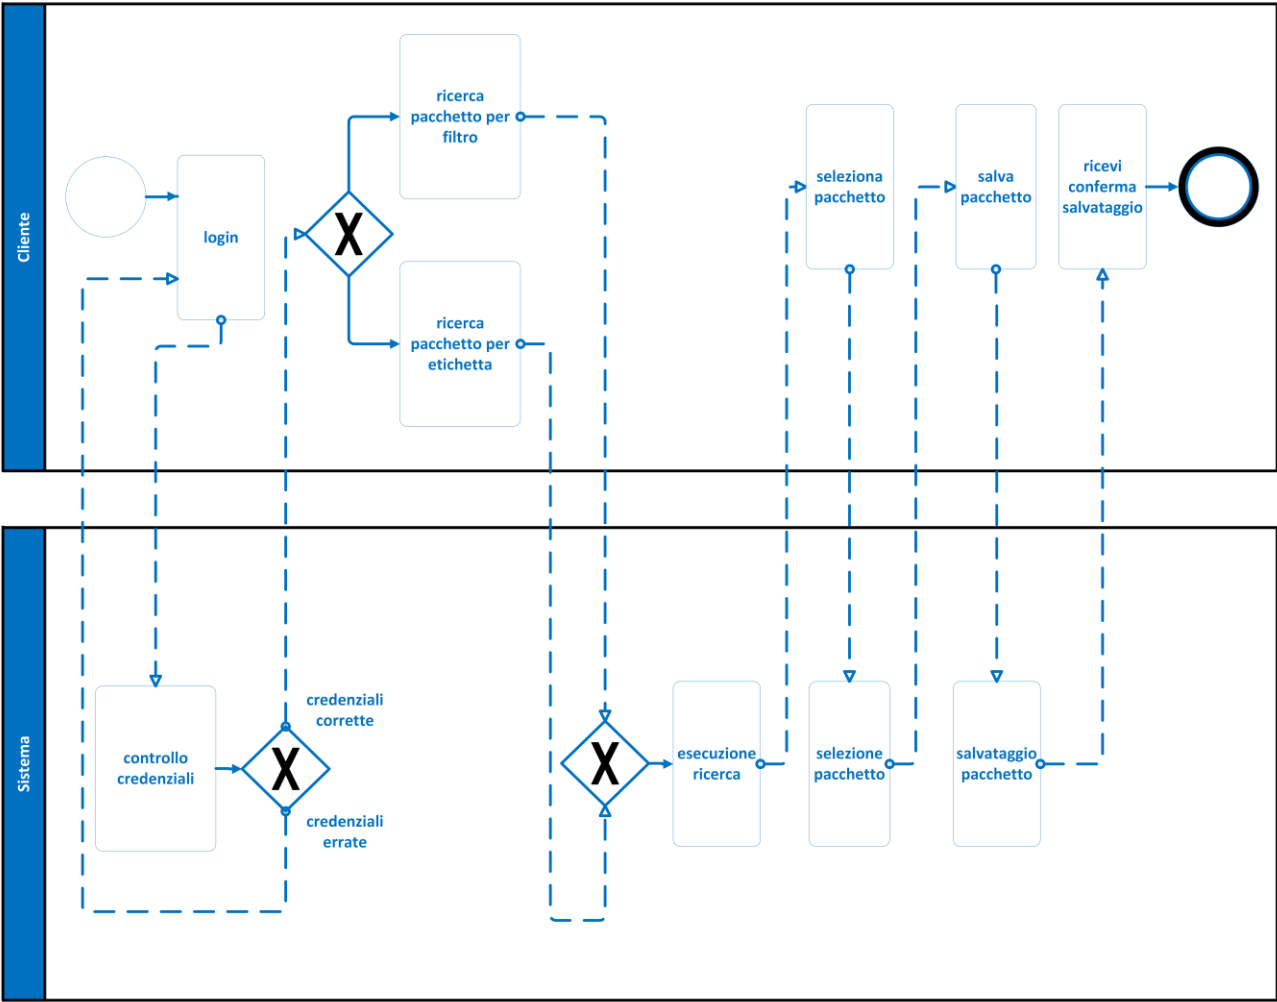 Cliente
login
X
ricerca
pacchetto per
filtro
ricerca
pacchetto per
etichetta
seleziona
pacchetto
salva
pacchetto
ricevi
conferma
salvataggio
Sistema
controllo
credenziali
X
credenziali
corrette
credenziali
errate
X
esecuzione
ricerca
selezione
pacchetto
salvataggio
pacchetto